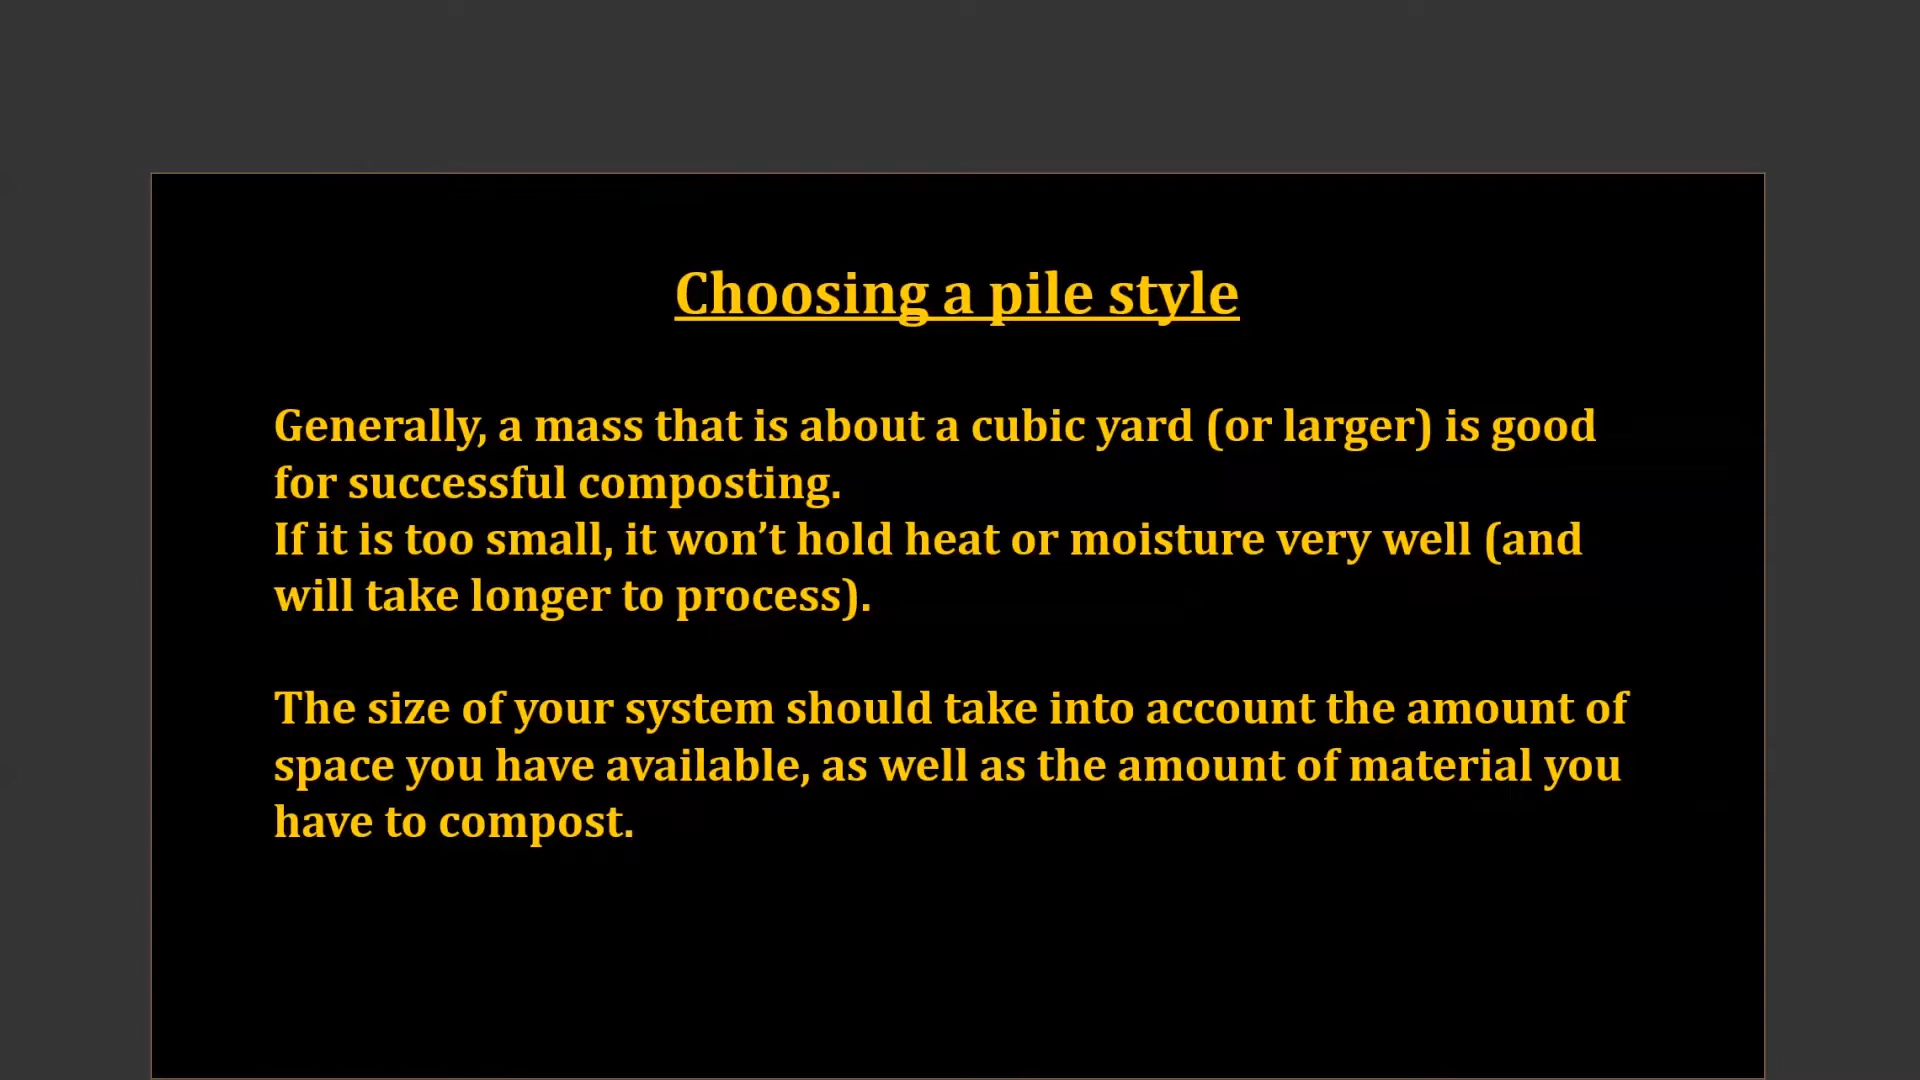 Choosing a pile style
Generally, a mass that is about a cubic yard (or larger) is good
for successful composting.
If it is too small, it won’t hold heat or moisture very well (and
will take longer to process).
The size of your system should take into account the amount of
space you have available, as well as the amount of material you
have to compost.